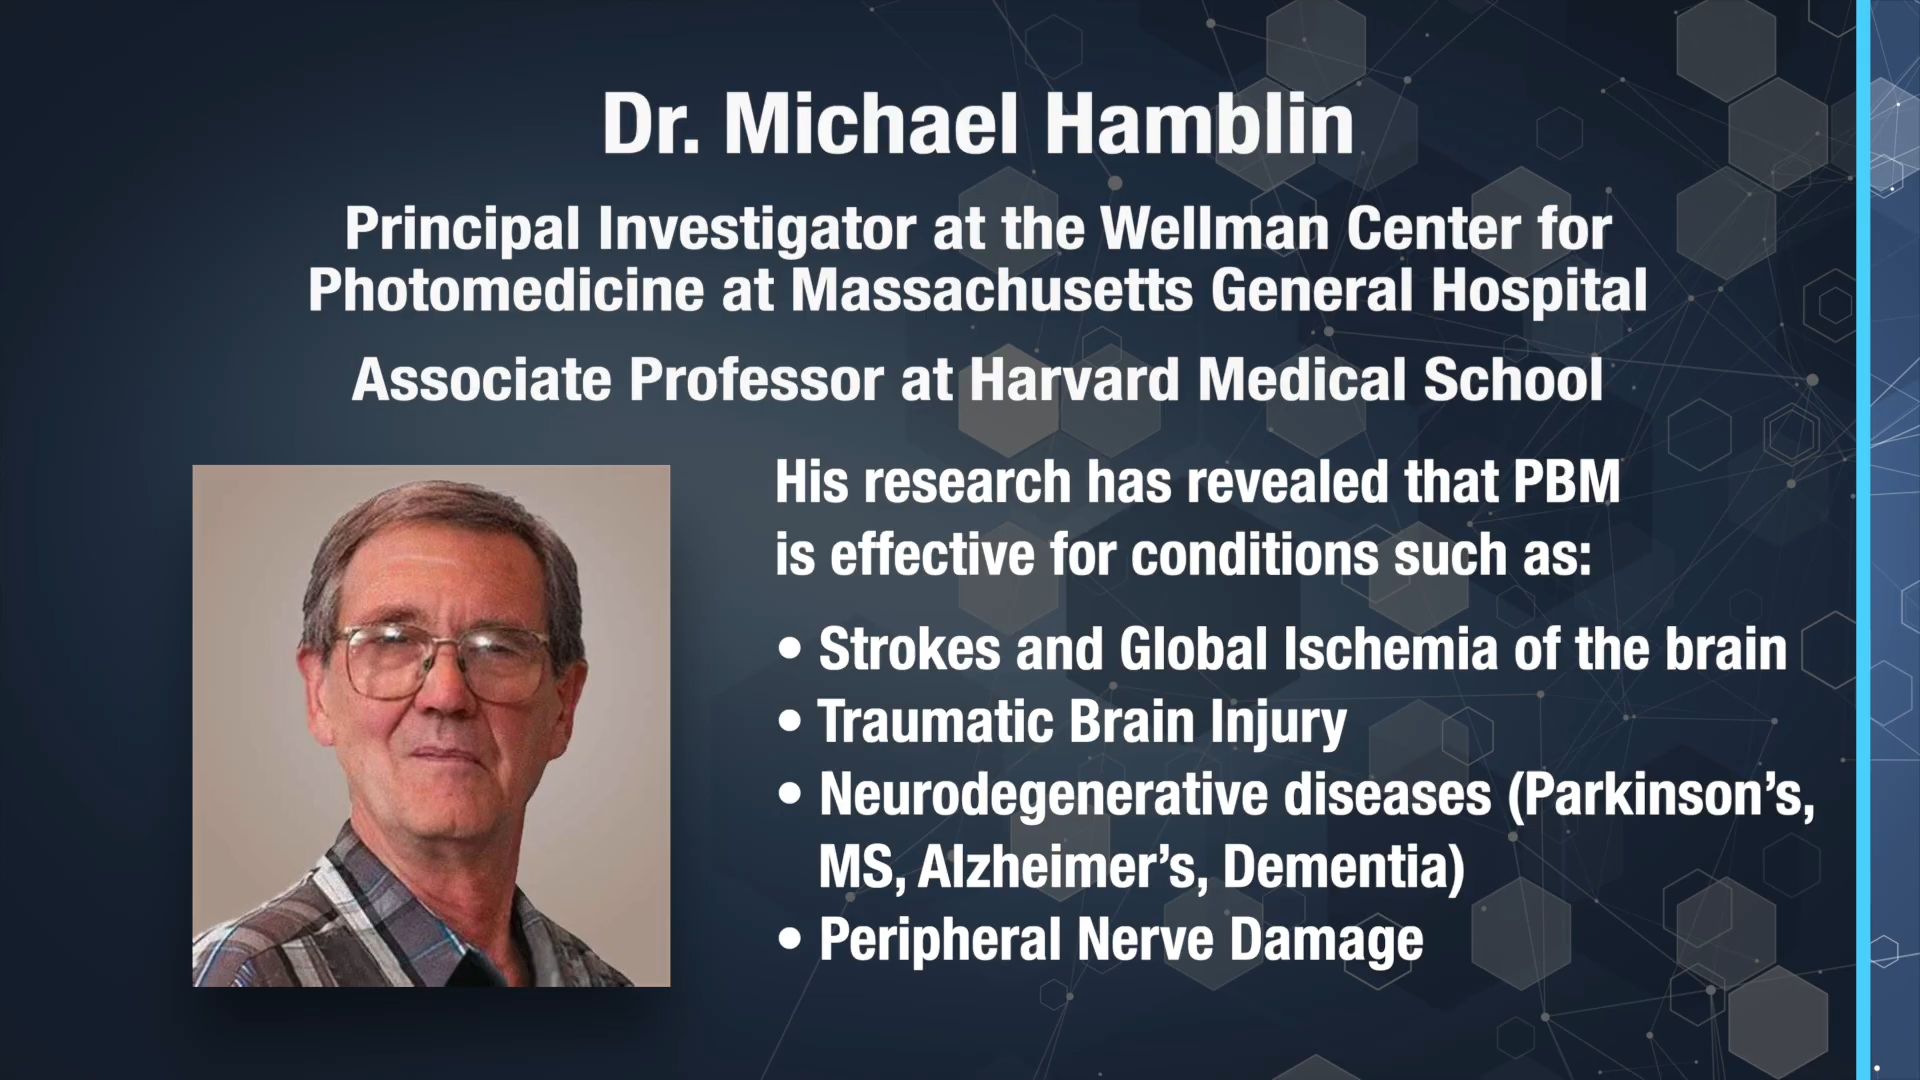 Dr. Michael Hamblin
Principal Investigator at the Wellman Center for
Photomedicine at Massachusetts General Hospital
Associate Professor at Harvard Medical School
His research has revealed that PBM
is effective for conditions such as:
• Strokes and Global Ischemia of the brain
• Traumatic Brain Injury
• Neurodegenerative diseases (Parkinson’s,
MS, Alzheimer’s, Dementia)
• Peripheral Nerve Damage